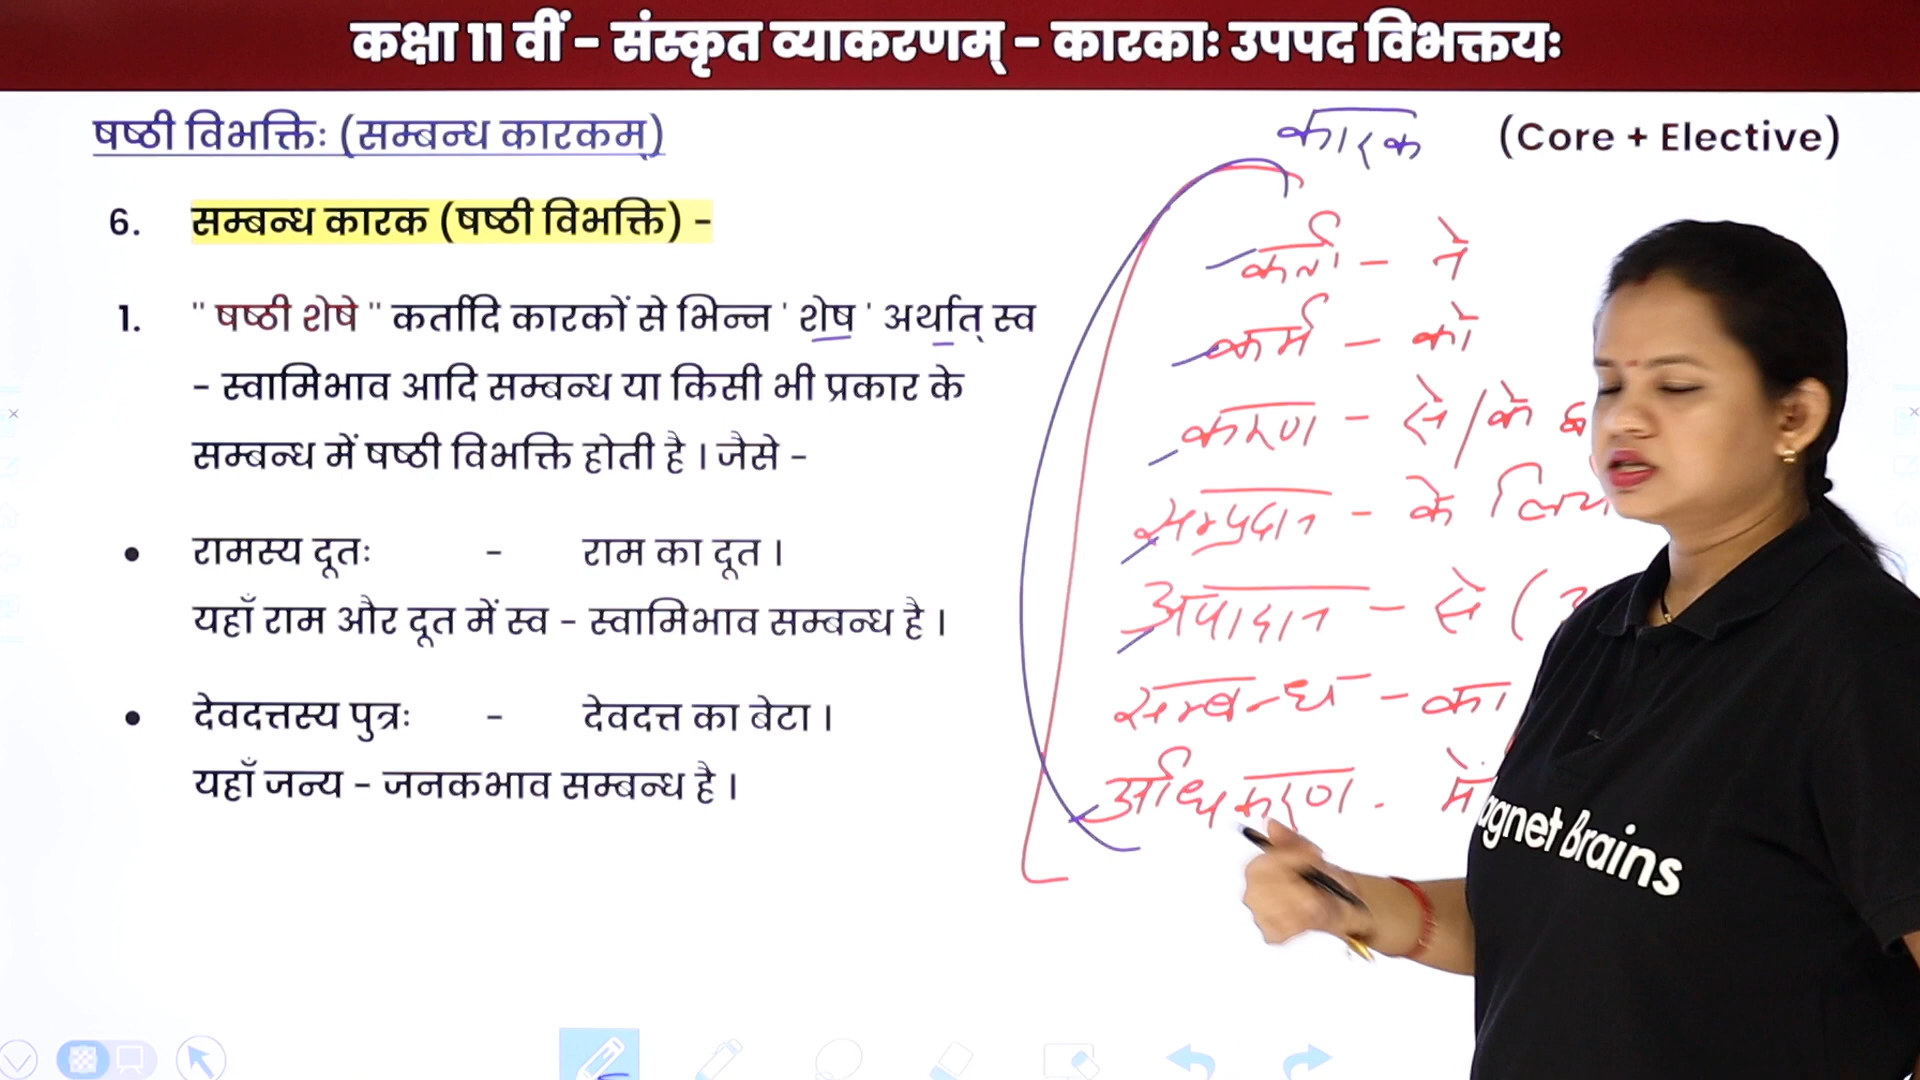 कक्षा 11 वीं - संस्कृत व्याकरणम् - कारकाः उपपद विभक्तयः
षष्ठी विभक्तिः (सम्बन्ध कारकम्)
(Core + Elective)
6. सम्बन्ध कारक (षष्ठी विभक्ति) -
1. " षष्ठी शेषे " कर्तादि कारकों से भिन्न ' शेष ' अर्थात् स्व
- स्वामिभाव आदि सम्बन्ध या किसी भी प्रकार के
सम्बन्ध में षष्ठी विभक्ति होती है । जैसे -
• रामस्य दूतः - राम का दूत ।
यहाँ राम और दूत में स्व - स्वामिभाव सम्बन्ध है ।
• देवदत्तस्य पुत्रः - देवदत्त का बेटा ।
यहाँ जन्य - जनकभाव सम्बन्ध है ।
कारक
कर्ता - ने
कर्म - को
करण - से / के
सम्प्रदान - के लिये
अपादान - से (
सम्बन्ध - का
अधिकरण - में
agnet Brains